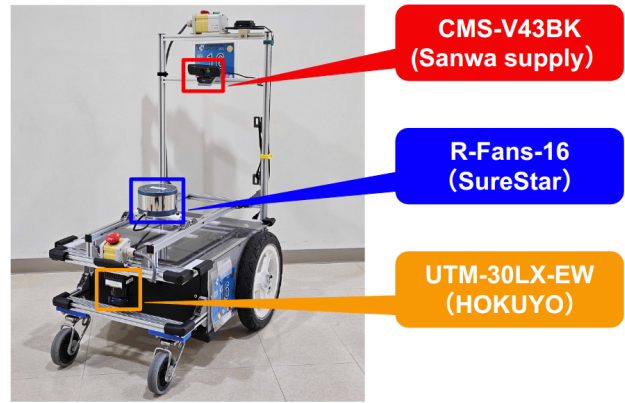 CMS-V43BK
(Sanwa supply）
R-Fans-16
（SureStar）
UTM-30LX-EW
（HOKUYO）